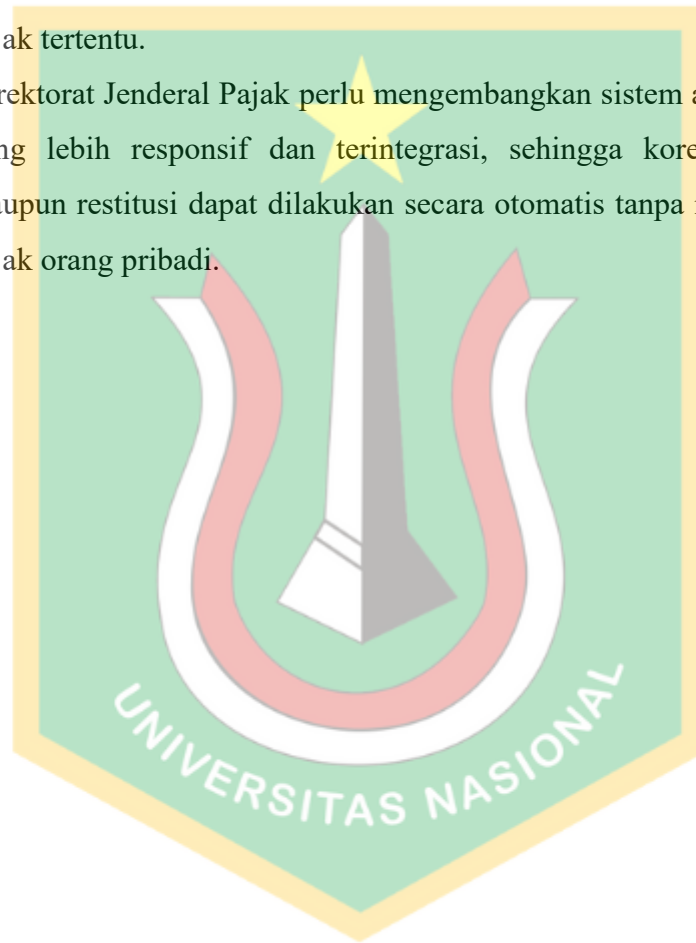 ak tertentu.
rektorat Jenderal Pajak perlu mengembangkan sistem a
ng lebih responsif dan terintegrasi, sehingga kore
upun restitusi dapat dilakukan secara otomatis tanpa
ak orang pribadi.
UNIVERSITAS NASIONAL